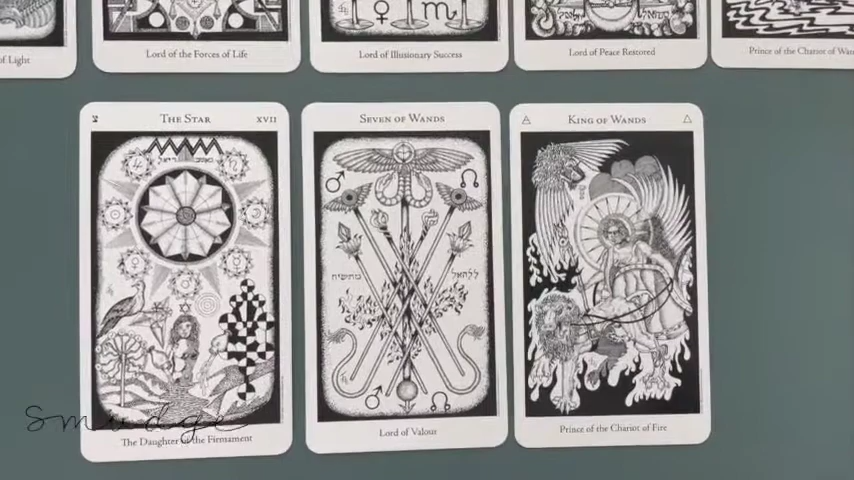 of Light
Lord of the Forces of Life
Lord of Illusionary Success
Lord of Peace Restored
Prince of the Chariot of
THE STAR XVII
SEVEN OF WANDS
KING OF WANDS
The Daughter of the Firmament
Lord of Valour
Prince of the Chariot of Fire
smudge